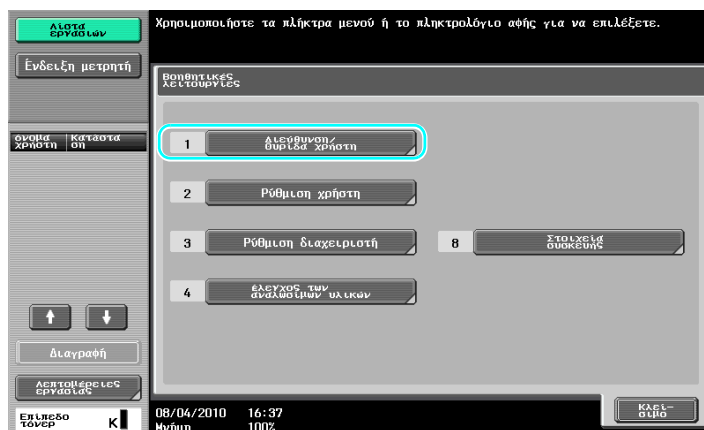 Λίστα
εργασιών
Χρησιμοποιήστε τα πλήκτρα μενού ή το πληκτρολόγιο αφής για να επιλέξετε.
Ένδειξη μετρητή
Βοηθητικές
λειτουργίες
όνομα
χρήστη
Κατάστα
ση
1
Διεύθυνση/
θυρίδα χρήστη
2
Ρύθμιση χρήστη
3
Ρύθμιση διαχειριστή
8
Στοιχεία
συσκευής
4
έλεγχος των
αναλώσιμων υλικών
Διαγραφή
Λεπτομέρειες
εργασίας
Επίπεδο
τόνερ
K
08/04/2010 16:37
Μνήμη 100%
Κλεί-
σιμο